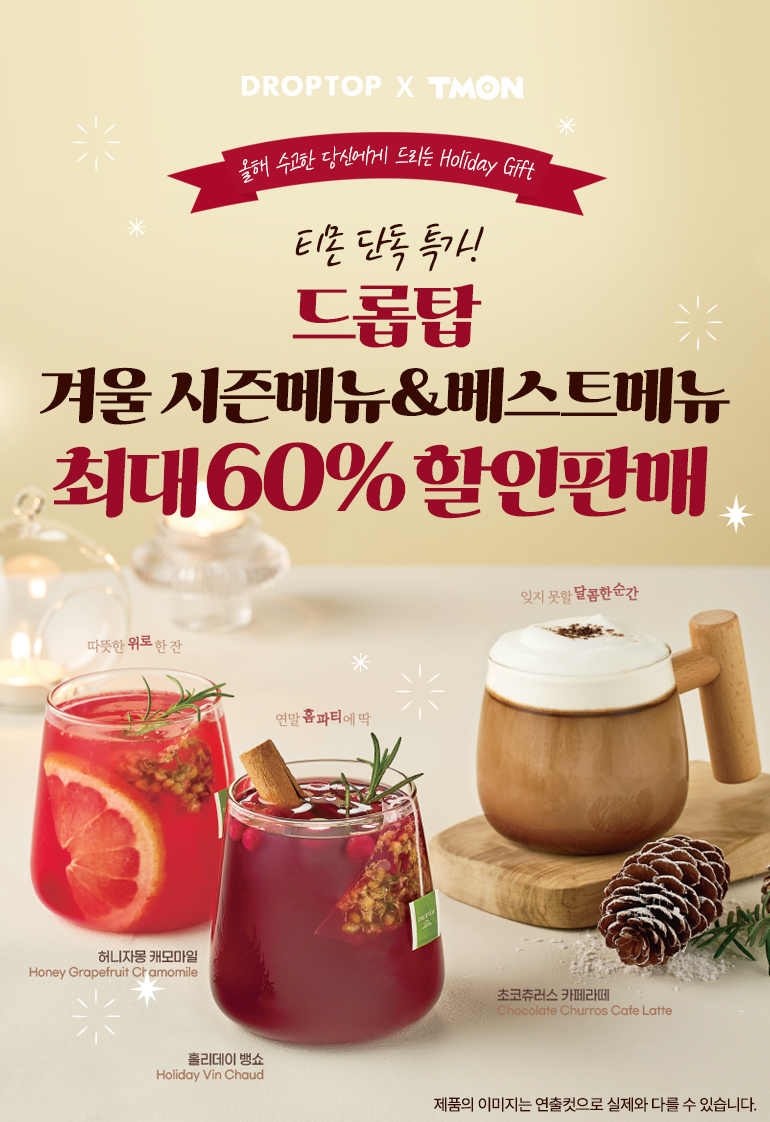 DROPTOP X TMON
올해 수고한 당신에게 드리는 Holiday Gift
티몬 단독 특가!
드롭탑
겨울 시즌메뉴&베스트메뉴
최대 60% 할인판매
잊지 못할 달콤한 순간
따뜻한 위로 한 잔
연말 홈파티에 딱
DROPTOP
허니자몽 캐모마일
Honey Grapefruit Chamomile
초코츄러스 카페라떼
Chocolate Churros Cafe Latte
홀리데이 뱅쇼
Holiday Vin Chaud
제품의 이미지는 연출컷으로 실제와 다를 수 있습니다.